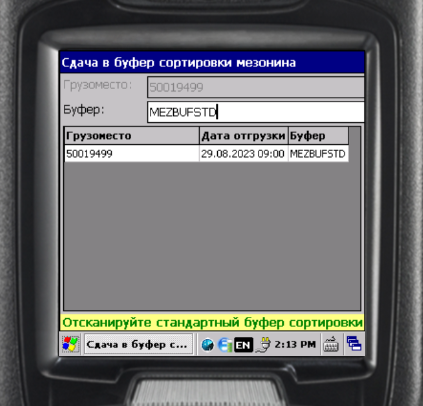 Сдача в буфер сортировки мезонина
Грузоместо: 50019499
Буфер: MEZBUFSTD
Грузоместо Дата отгрузки Буфер
50019499 29.08.2023 09:00 MEZBUFSTD
Отсканируйте стандартный буфер сортировки
Сдача в буфер с... EN 2:13 PM